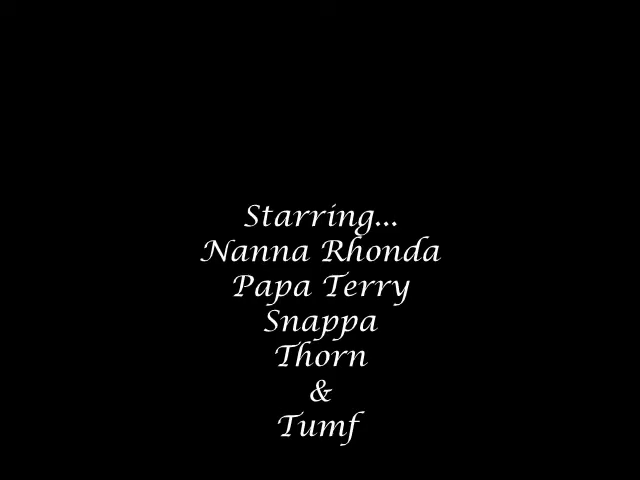 Starring...
Nanna Rhonda
Papa Terry
Snappa
Thorn
&
Tumf